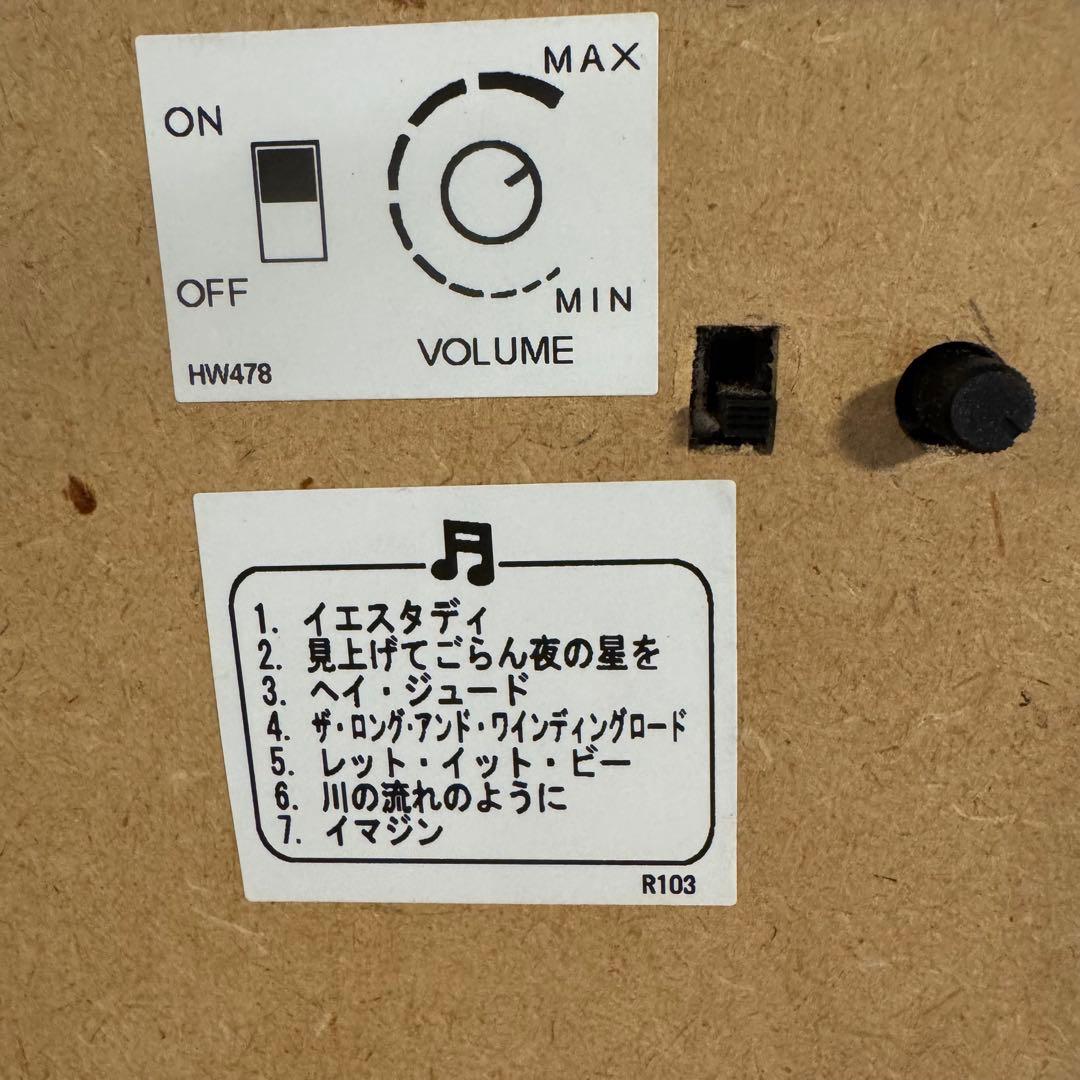 MAX
ON
OFF
MIN
VOLUME
HW478
1. イエスタディ
2. 見上げてごらん夜の星を
3. ヘイ・ジュード
4. ザ・ロング・アンド・ワインディングロード
5. レット・イット・ビー
6. 川の流れのように
7. イマジン
R103